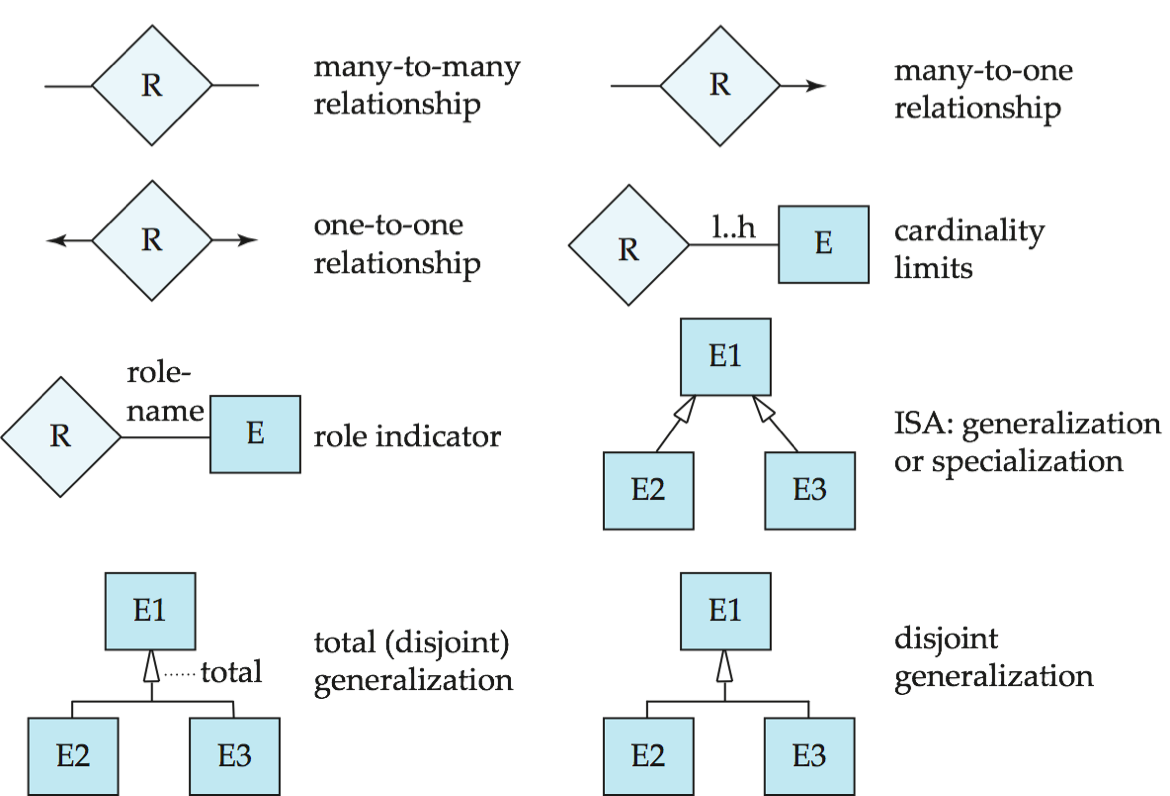 R
many-to-many
relationship
R
many-to-one
relationship
R
one-to-one
relationship
R
l..h
E
cardinality
limits
R
role-
name
E
role indicator
E1
E2
E3
ISA: generalization
or specialization
E1
total
E2
E3
total (disjoint)
generalization
E1
E2
E3
disjoint
generalization